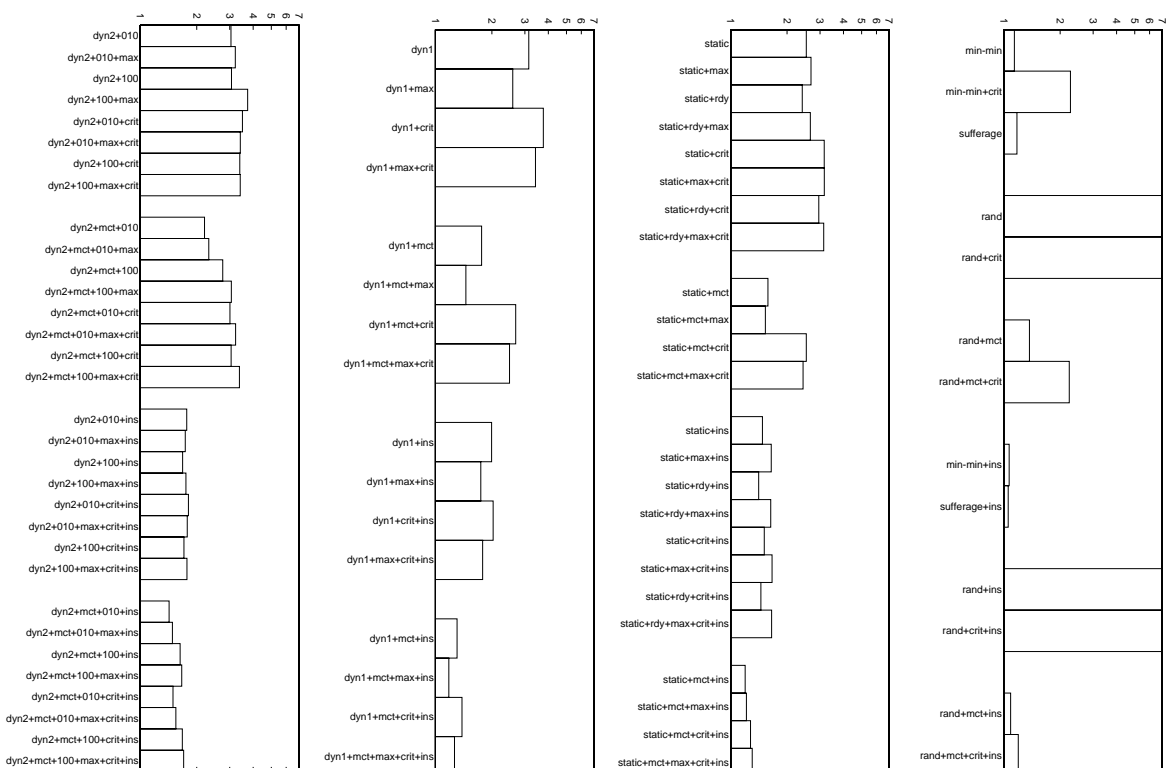 1 2 3 4 5 6 7
dyn2+010
dyn2+010+max
dyn2+100
dyn2+100+max
dyn2+010+crit
dyn2+010+max+crit
dyn2+100+crit
dyn2+100+max+crit
dyn2+mct+010
dyn2+mct+010+max
dyn2+mct+100
dyn2+mct+100+max
dyn2+mct+010+crit
dyn2+mct+010+max+crit
dyn2+mct+100+crit
dyn2+mct+100+max+crit
dyn2+010+ins
dyn2+010+max+ins
dyn2+100+ins
dyn2+100+max+ins
dyn2+010+crit+ins
dyn2+010+max+crit+ins
dyn2+100+crit+ins
dyn2+100+max+crit+ins
dyn2+mct+010+ins
dyn2+mct+010+max+ins
dyn2+mct+100+ins
dyn2+mct+100+max+ins
dyn2+mct+010+crit+ins
dyn2+mct+010+max+crit+ins
dyn2+mct+100+crit+ins
dyn2+mct+100+max+crit+ins
1 2 3 4 5 6 7
dyn1
dyn1+max
dyn1+crit
dyn1+max+crit
dyn1+mct
dyn1+mct+max
dyn1+mct+crit
dyn1+mct+max+crit
dyn1+ins
dyn1+max+ins
dyn1+crit+ins
dyn1+max+crit+ins
dyn1+mct+ins
dyn1+mct+max+ins
dyn1+mct+crit+ins
dyn1+mct+max+crit+ins
1 2 3 4 5 6 7
static
static+max
static+rdy
static+rdy+max
static+crit
static+max+crit
static+rdy+crit
static+rdy+max+crit
static+mct
static+mct+max
static+mct+crit
static+mct+max+crit
static+ins
static+max+ins
static+rdy+ins
static+rdy+max+ins
static+crit+ins
static+max+crit+ins
static+rdy+crit+ins
static+rdy+max+crit+ins
static+mct+ins
static+mct+max+ins
static+mct+crit+ins
static+mct+max+crit+ins
1 2 3 4 5 6 7
min-min
min-min+crit
sufferage
rand
rand+crit
rand+mct
rand+mct+crit
min-min+ins
sufferage+ins
rand+ins
rand+crit+ins
rand+mct+ins
rand+mct+crit+ins